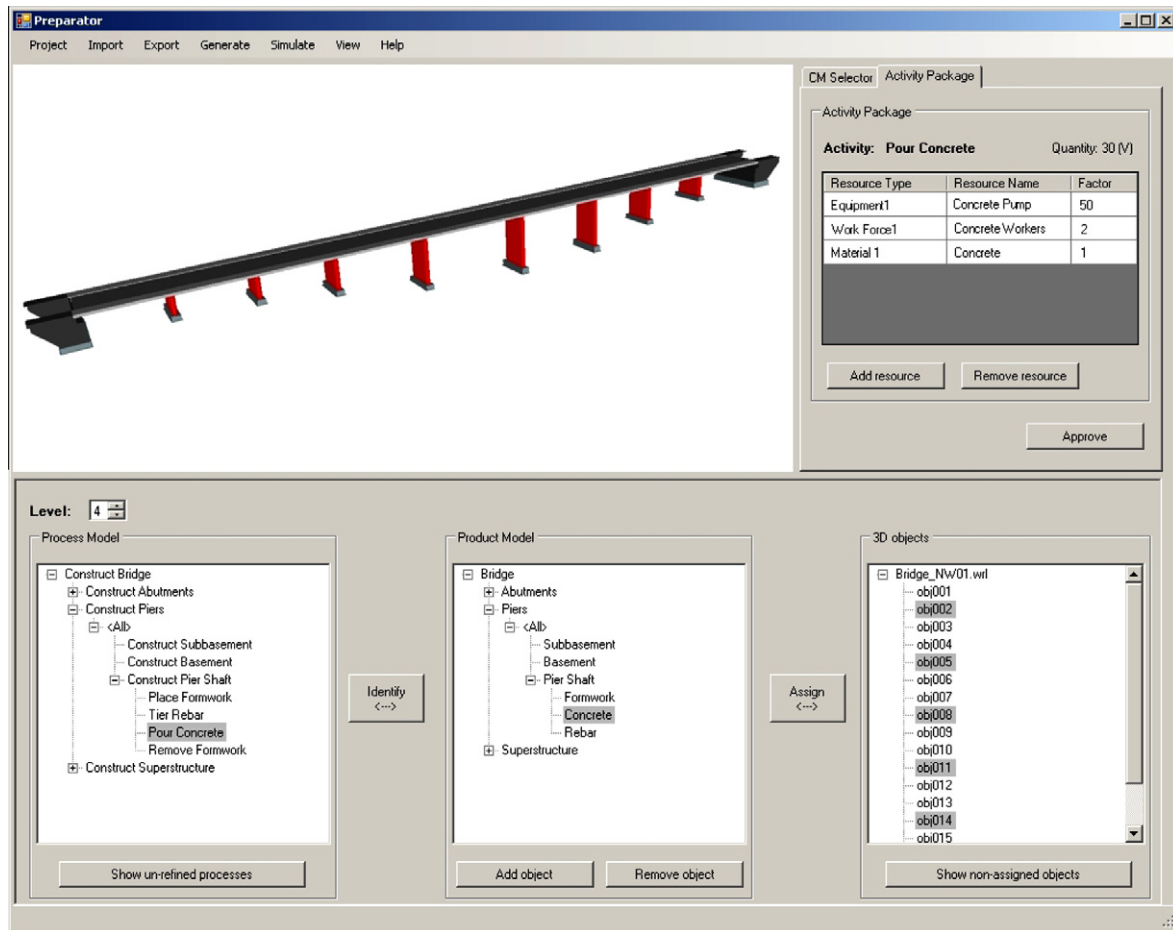 Preparator
Project Import Export Generate Simulate View Help
CM Selector Activity Package
Activity Package
Activity: Pour Concrete Quantity: 30 (V)
Resource Type Resource Name Factor
Equipment1 Concrete Pump 50
Work Force1 Concrete Workers 2
Material 1 Concrete 1
Add resource Remove resource
Approve
Level: 4
Process Model
Construct Bridge
Construct Abutments
Construct Piers
<All>
Construct Subbasement
Construct Basement
Construct Pier Shaft
Place Formwork
Tier Rebar
Pour Concrete
Remove Formwork
Construct Superstructure
Show un-refined processes
Identify
<--->
Product Model
Bridge
Abutments
Piers
<All>
Subbasement
Basement
Pier Shaft
Formwork
Concrete
Rebar
Superstructure
Add object Remove object
Assign
<--->
3D objects
Bridge_NW01.wrl
obj001
obj002
obj003
obj004
obj005
obj006
obj007
obj008
obj009
obj010
obj011
obj012
obj013
obj014
obj015
Show non-assigned objects